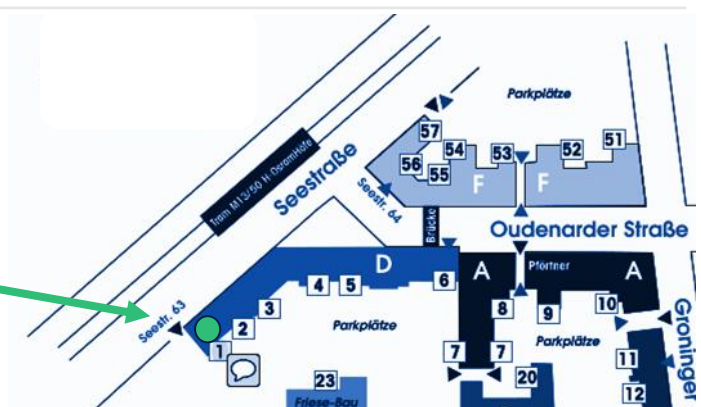 Parkplätze
57
54
53
52
51
56
55
F
F
Tram M13/50 H-OsramHöfe
Seestraße
Seestr. 64
Brücke
Oudenarder Straße
D
A
Pförtner
A
Seestr. 63
1
2
3
4
5
6
Parkplätze
7
7
8
9
10
Parkplätze
Groninger
11
12
20
23
Friese-Bau